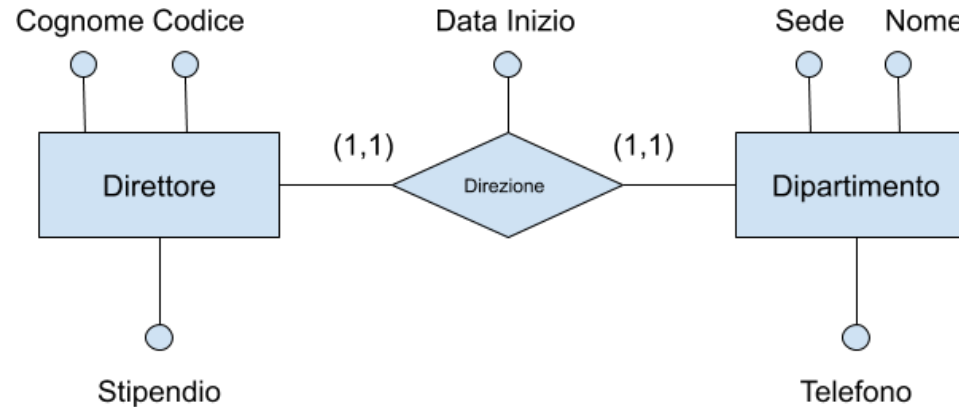 Cognome Codice Data Inizio Sede Nome
(1,1) (1,1)
Direttore Direzione Dipartimento
Stipendio Telefono